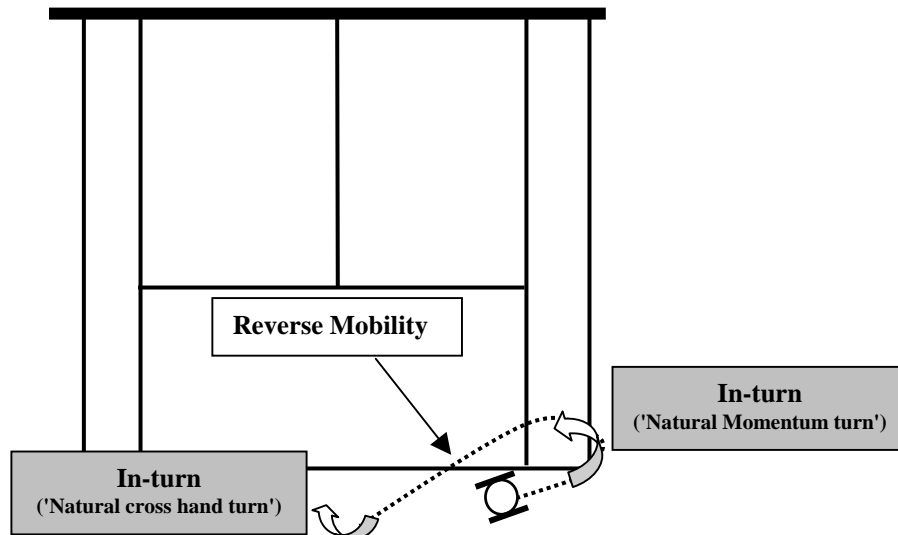 Reverse Mobility
In-turn
('Natural Momentum turn')
In-turn
('Natural cross hand turn')